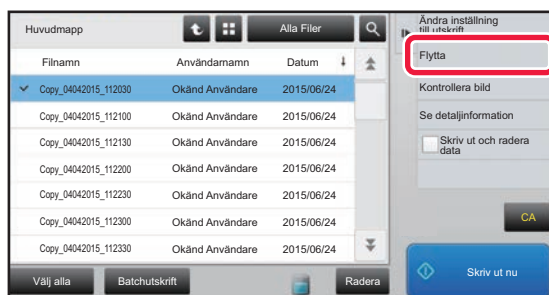 Huvudmapp
Alla Filer
Filnamn Användarnamn Datum
Copy_04042015_112030 Okänd Användare 2015/06/24
Copy_04042015_112100 Okänd Användare 2015/06/24
Copy_04042015_112130 Okänd Användare 2015/06/24
Copy_04042015_112200 Okänd Användare 2015/06/24
Copy_04042015_112230 Okänd Användare 2015/06/24
Copy_04042015_112300 Okänd Användare 2015/06/24
Copy_04042015_112330 Okänd Användare 2015/06/24
Välj alla Batchutskrift Radera
Ändra inställning
till utskrift
Flytta
Kontrollera bild
Se detaljinformation
Skriv ut och radera
data
CA
Skriv ut nu